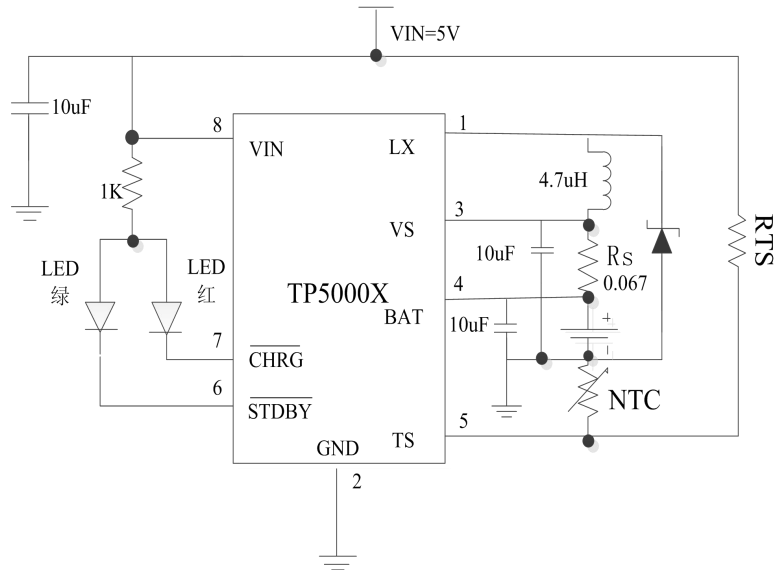 VIN=5V
10uF
8
1
VIN
LX
1K
4.7uH
3
VS
RTS
LED
绿
LED
红
10uF
Rs
0.067
TP5000X
4
BAT
10uF
+
7
CHRG
-
6
STDBY
NTC
5
TS
GND
2